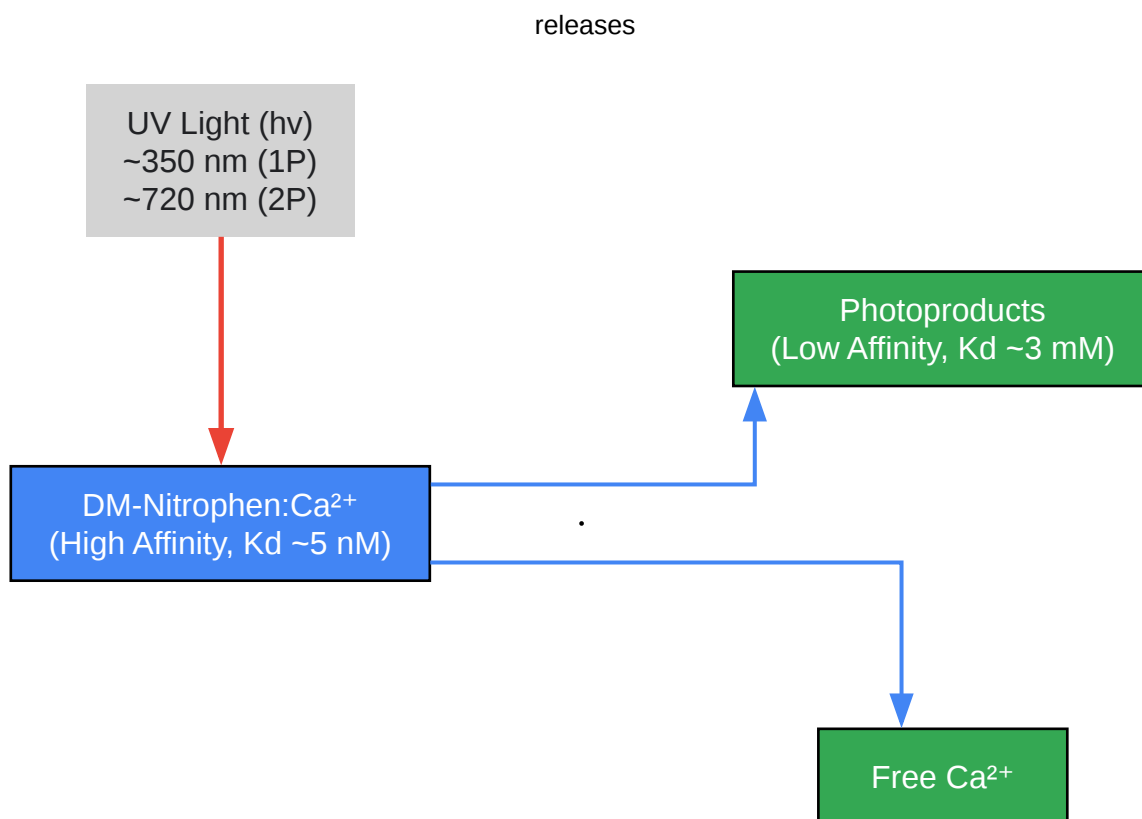 releases
UV Light (hv)
~350 nm (1P)
~720 nm (2P)
Photoproducts
(Low Affinity, Kd ~3 mM)
DM-Nitrophen:Ca²⁺
(High Affinity, Kd ~5 nM)
.
Free Ca²⁺